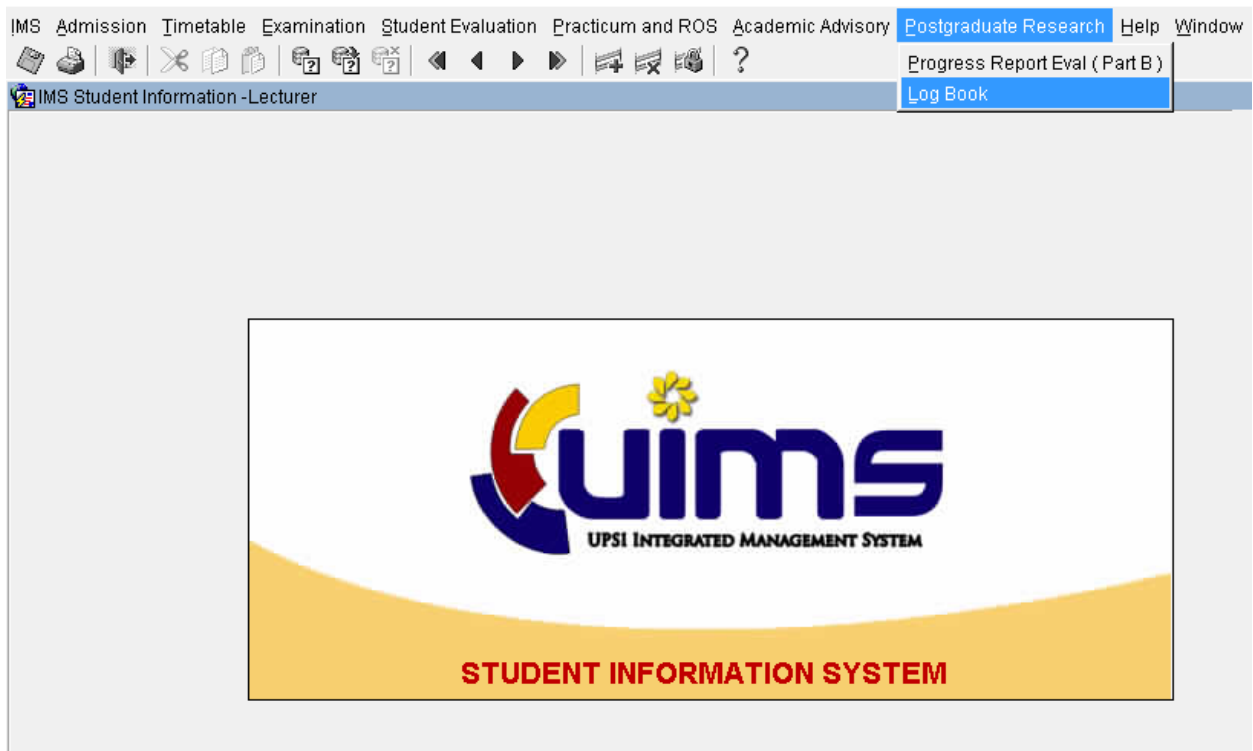 IMS Admission Timetable Examination Student Evaluation Practicum and ROS Academic Advisory Postgraduate Research Help Window
Progress Report Eval ( Part B )
IMS Student Information -Lecturer
Log Book
uims
UPSI INTEGRATED MANAGEMENT SYSTEM
STUDENT INFORMATION SYSTEM